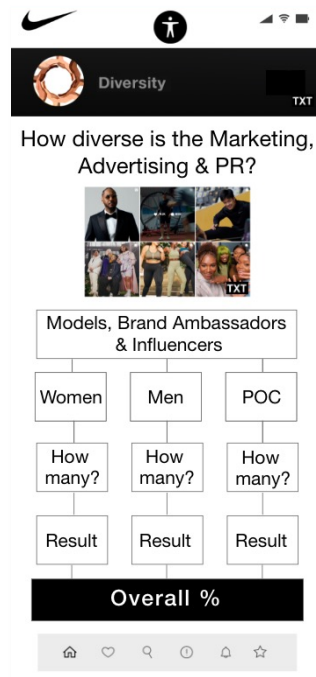 Diversity
TXT
How diverse is the Marketing,
Advertising & PR?
TXT
Models, Brand Ambassadors
& Influencers
Women
Men
POC
How
many?
How
many?
How
many?
Result
Result
Result
Overall %